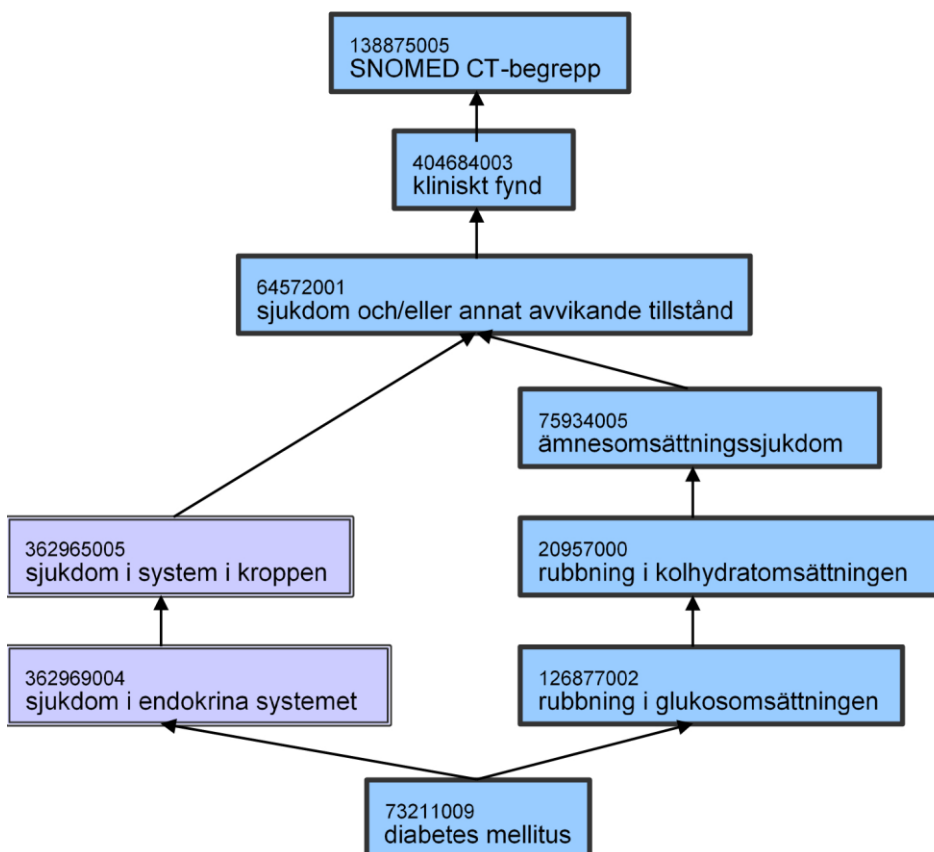 138875005
SNOMED CT-begrepp
404684003
kliniskt fynd
64572001
sjukdom och/eller annat avvikande tillstånd
75934005
ämnesomsättningssjukdom
362965005
sjukdom i system i kroppen
20957000
rubbning i kolhydratomsättningen
362969004
sjukdom i endokrina systemet
126877002
rubbning i glukosomsättningen
73211009
diabetes mellitus